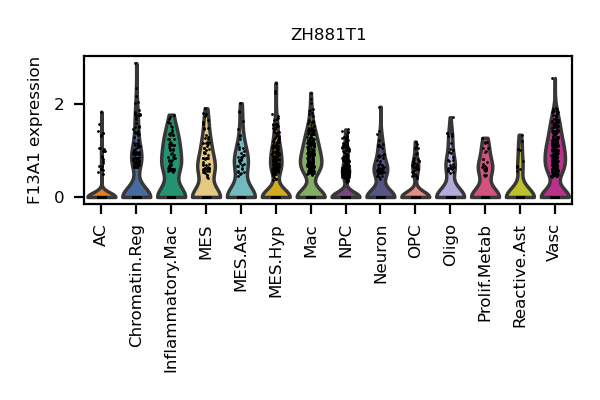 ZH881T1
F13A1 expression
2
0
AC
Chromatin.Reg
Inflammatory.Mac
MES
MES.Ast
MES.Hyp
Mac
NPC
Neuron
OPC
Oligo
Prolif.Metab
Reactive.Ast
Vasc